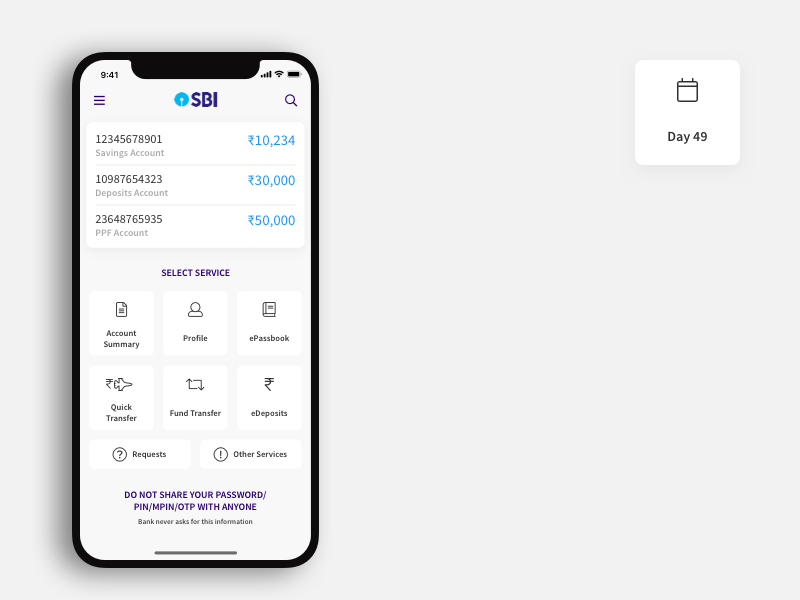 9:41
SBI
12345678901
₹10,234
Savings Account
10987654323
₹30,000
Deposits Account
23648765935
₹50,000
PPF Account
SELECT SERVICE
Account
Summary
Profile
ePassbook
Quick
Transfer
Fund Transfer
eDeposits
Requests
Other Services
DO NOT SHARE YOUR PASSWORD/
PIN/MPIN/OTP WITH ANYONE
Bank never asks for this information
Day 49